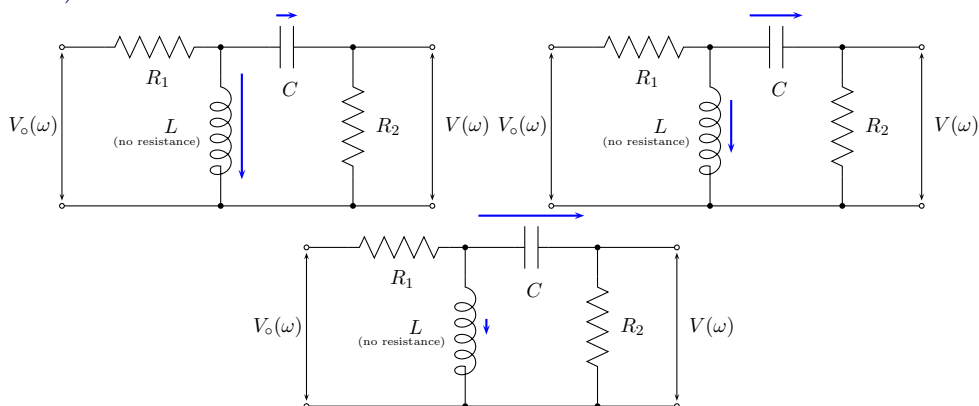 C
R₁
L
(no resistance)
R₂
V∘(ω)
V(ω)
C
R₁
L
(no resistance)
R₂
V∘(ω)
V(ω)
C
R₁
L
(no resistance)
R₂
V∘(ω)
V(ω)